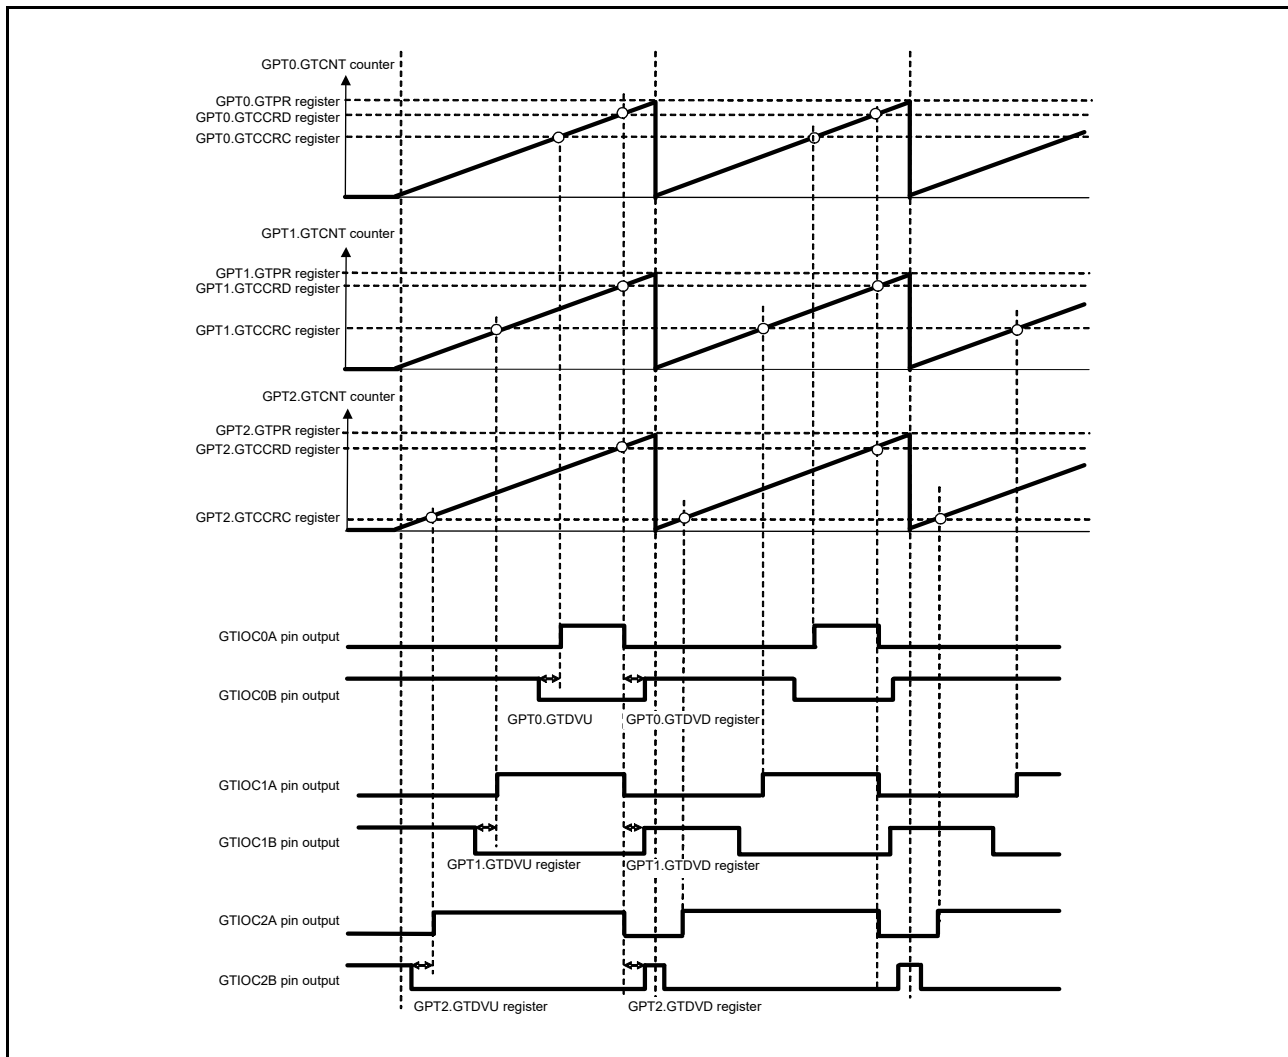 GPT0.GTCNT counter
GPT0.GTPR register
GPT0.GTCCRD register
GPT0.GTCCRC register
GPT1.GTCNT counter
GPT1.GTPR register
GPT1.GTCCRD register
GPT1.GTCCRC register
GPT2.GTCNT counter
GPT2.GTPR register
GPT2.GTCCRD register
GPT2.GTCCRC register
GTIOC0A pin output
GTIOC0B pin output
GPT0.GTDVU GPT0.GTDVD register
GTIOC1A pin output
GTIOC1B pin output
GPT1.GTDVU register GPT1.GTDVD register
GTIOC2A pin output
GTIOC2B pin output
GPT2.GTDVU register GPT2.GTDVD register